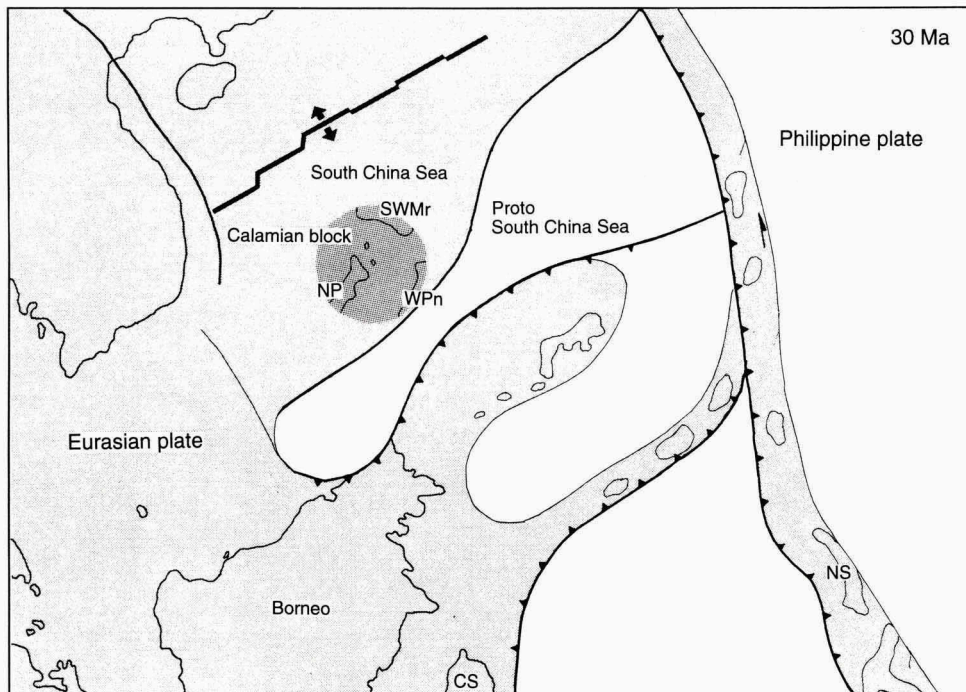 30 Ma
Philippine plate
South China Sea
SWMr
Proto
South China Sea
Calamian block
NP
WPn
Eurasian plate
NS
Borneo
CS